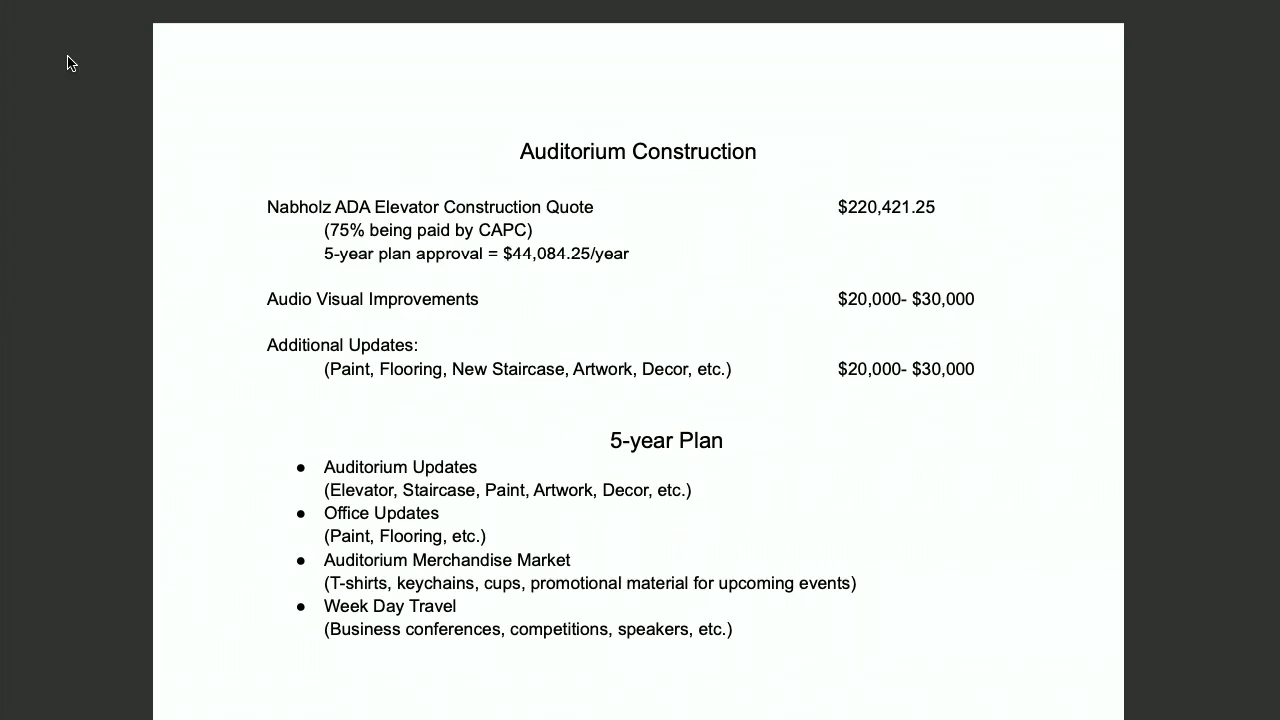 Auditorium Construction
Nabholz ADA Elevator Construction Quote $220,421.25
(75% being paid by CAPC)
5-year plan approval = $44,084.25/year
Audio Visual Improvements $20,000- $30,000
Additional Updates:
(Paint, Flooring, New Staircase, Artwork, Decor, etc.) $20,000- $30,000
5-year Plan
● Auditorium Updates
(Elevator, Staircase, Paint, Artwork, Decor, etc.)
● Office Updates
(Paint, Flooring, etc.)
● Auditorium Merchandise Market
(T-shirts, keychains, cups, promotional material for upcoming events)
● Week Day Travel
(Business conferences, competitions, speakers, etc.)